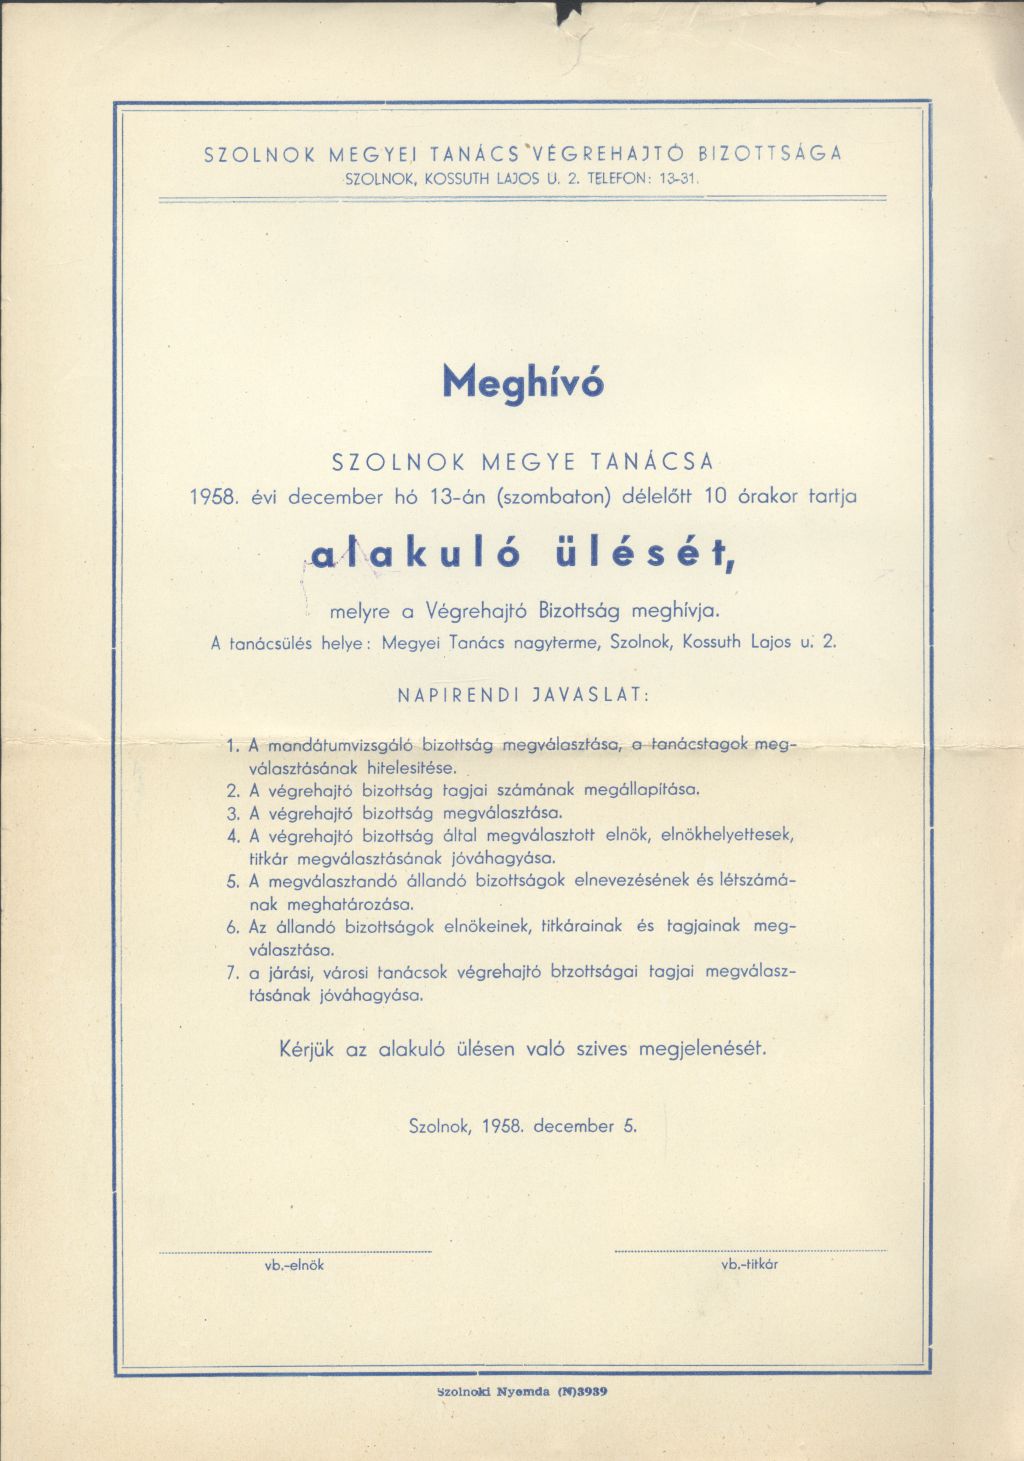 SZOLNOK MEGYEI TANÁCS VÉGREHAJTÓ BIZOTTSÁGA
SZOLNOK, KOSSUTH LAJOS U. 2. TELEFON: 13-31.
Meghívó
SZOLNOK MEGYE TANÁCSA
1958. évi december hó 13-án (szombaton) délelőtt 10 órakor tartja
alakuló ülését,
melyre a Végrehajtó Bizottság meghívja.
A tanácsülés helye: Megyei Tanács nagyterme, Szolnok, Kossuth Lajos u. 2.
NAPIRENDI JAVASLAT:
1. A mandátumvizsgáló bizottság megválasztása, a tanácstagok meg-
választásának hitelesitése.
2. A végrehajtó bizottság tagjai számának megállapítása.
3. A végrehajtó bizottság megválasztása.
4. A végrehajtó bizottság által megválasztott elnök, elnökhelyettesek,
titkár megválasztásának jóváhagyása.
5. A megválasztandó állandó bizottságok elnevezésének és létszámá-
nak meghatározása.
6. Az állandó bizottságok elnökeinek, titkárainak és tagjainak meg-
választása.
7. a járási, városi tanácsok végrehajtó btzottságai tagjai megválasz-
tásának jóváhagyása.
Kérjük az alakuló ülésen való szives megjelenését.
Szolnok, 1958. december 5.
vb.-elnök
vb.-titkár
Szolnoki Nyomda (N)3939